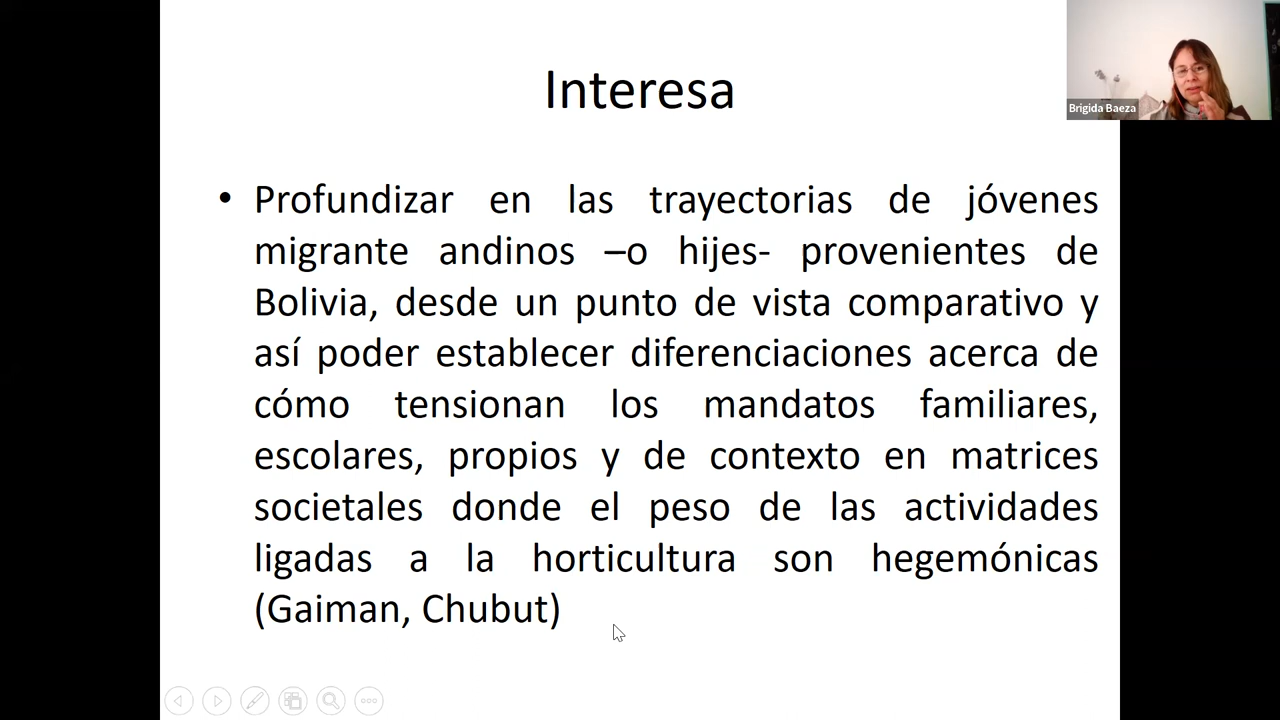 Interesa
Brigida Baeza
• Profundizar en las trayectorias de jóvenes
migrante andinos –o hijes- provenientes de
Bolivia, desde un punto de vista comparativo y
así poder establecer diferenciaciones acerca de
cómo tensionan los mandatos familiares,
escolares, propios y de contexto en matrices
societales donde el peso de las actividades
ligadas a la horticultura son hegemónicas
(Gaiman, Chubut)